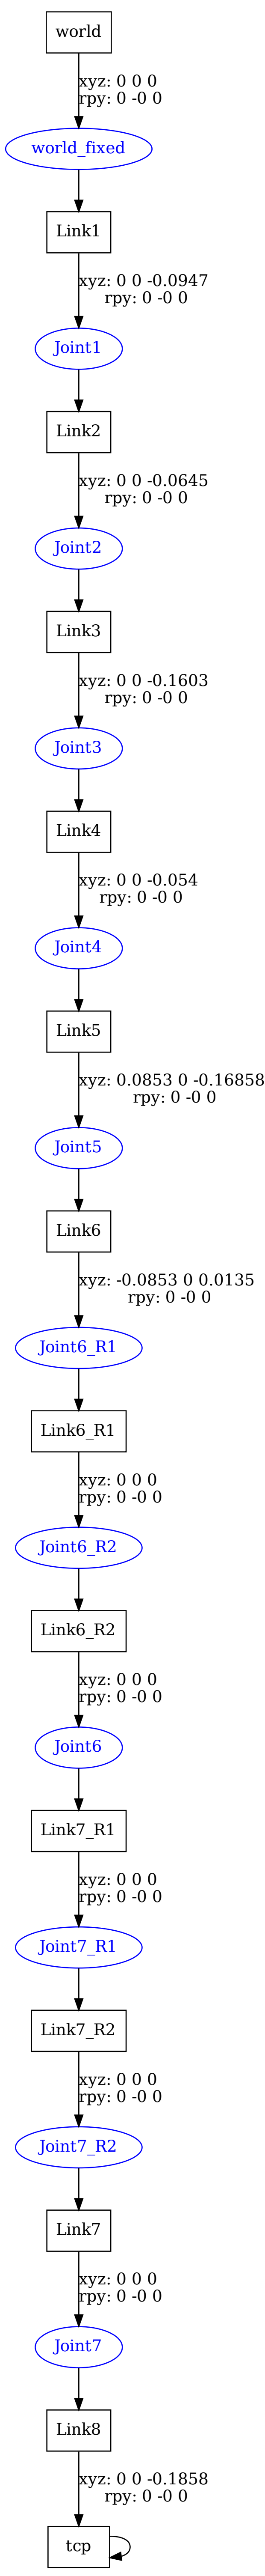 world
xyz: 0 0 0
rpy: 0 -0 0
world_fixed
Link1
xyz: 0 0 -0.0947
rpy: 0 -0 0
Joint1
Link2
xyz: 0 0 -0.0645
rpy: 0 -0 0
Joint2
Link3
xyz: 0 0 -0.1603
rpy: 0 -0 0
Joint3
Link4
xyz: 0 0 -0.054
rpy: 0 -0 0
Joint4
Link5
xyz: 0.0853 0 -0.16858
rpy: 0 -0 0
Joint5
Link6
xyz: -0.0853 0 0.0135
rpy: 0 -0 0
Joint6_R1
Link6_R1
xyz: 0 0 0
rpy: 0 -0 0
Joint6_R2
Link6_R2
xyz: 0 0 0
rpy: 0 -0 0
Joint6
Link7_R1
xyz: 0 0 0
rpy: 0 -0 0
Joint7_R1
Link7_R2
xyz: 0 0 0
rpy: 0 -0 0
Joint7_R2
Link7
xyz: 0 0 0
rpy: 0 -0 0
Joint7
Link8
xyz: 0 0 -0.1858
rpy: 0 -0 0
tcp